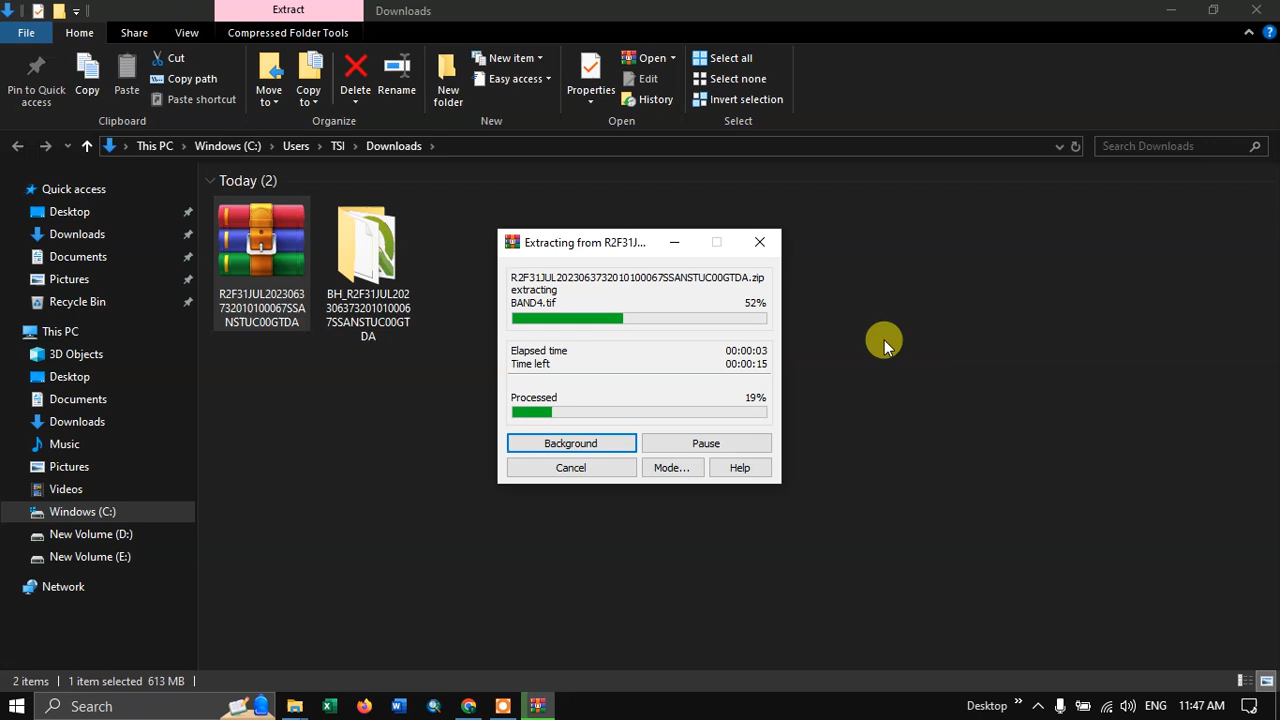 Extract
Downloads
File
Home
Share
View
Compressed Folder Tools
Pin to Quick
access
Copy
Paste
Cut
Copy path
Paste shortcut
Clipboard
Move
to
Copy
to
Delete
Rename
Organize
New
folder
New item
Easy access
New
Properties
Open
Edit
History
Open
Select all
Select none
Invert selection
Select
This PC
Windows (C:)
Users
TSI
Downloads
Search Downloads
Quick access
Desktop
Downloads
Documents
Pictures
Recycle Bin
This PC
3D Objects
Desktop
Documents
Downloads
Music
Pictures
Videos
Windows (C:)
New Volume (D:)
New Volume (E:)
Network
Today (2)
R2F31JUL202306
3732010100067SSA
NSTUC00GTDA
BH_R2F31JUL202
306373201010006
7SSANSTUC00GT
DA
Extracting from R2F31J...
R2F31JUL2023063732010100067SSANSTUC00GTDA.zip
extracting
BAND4.tif 52%
Elapsed time 00:00:03
Time left 00:00:15
Processed 19%
Background
Pause
Cancel
Mode...
Help
2 items
1 item selected 613 MB
Search
Desktop
ENG
11:47 AM